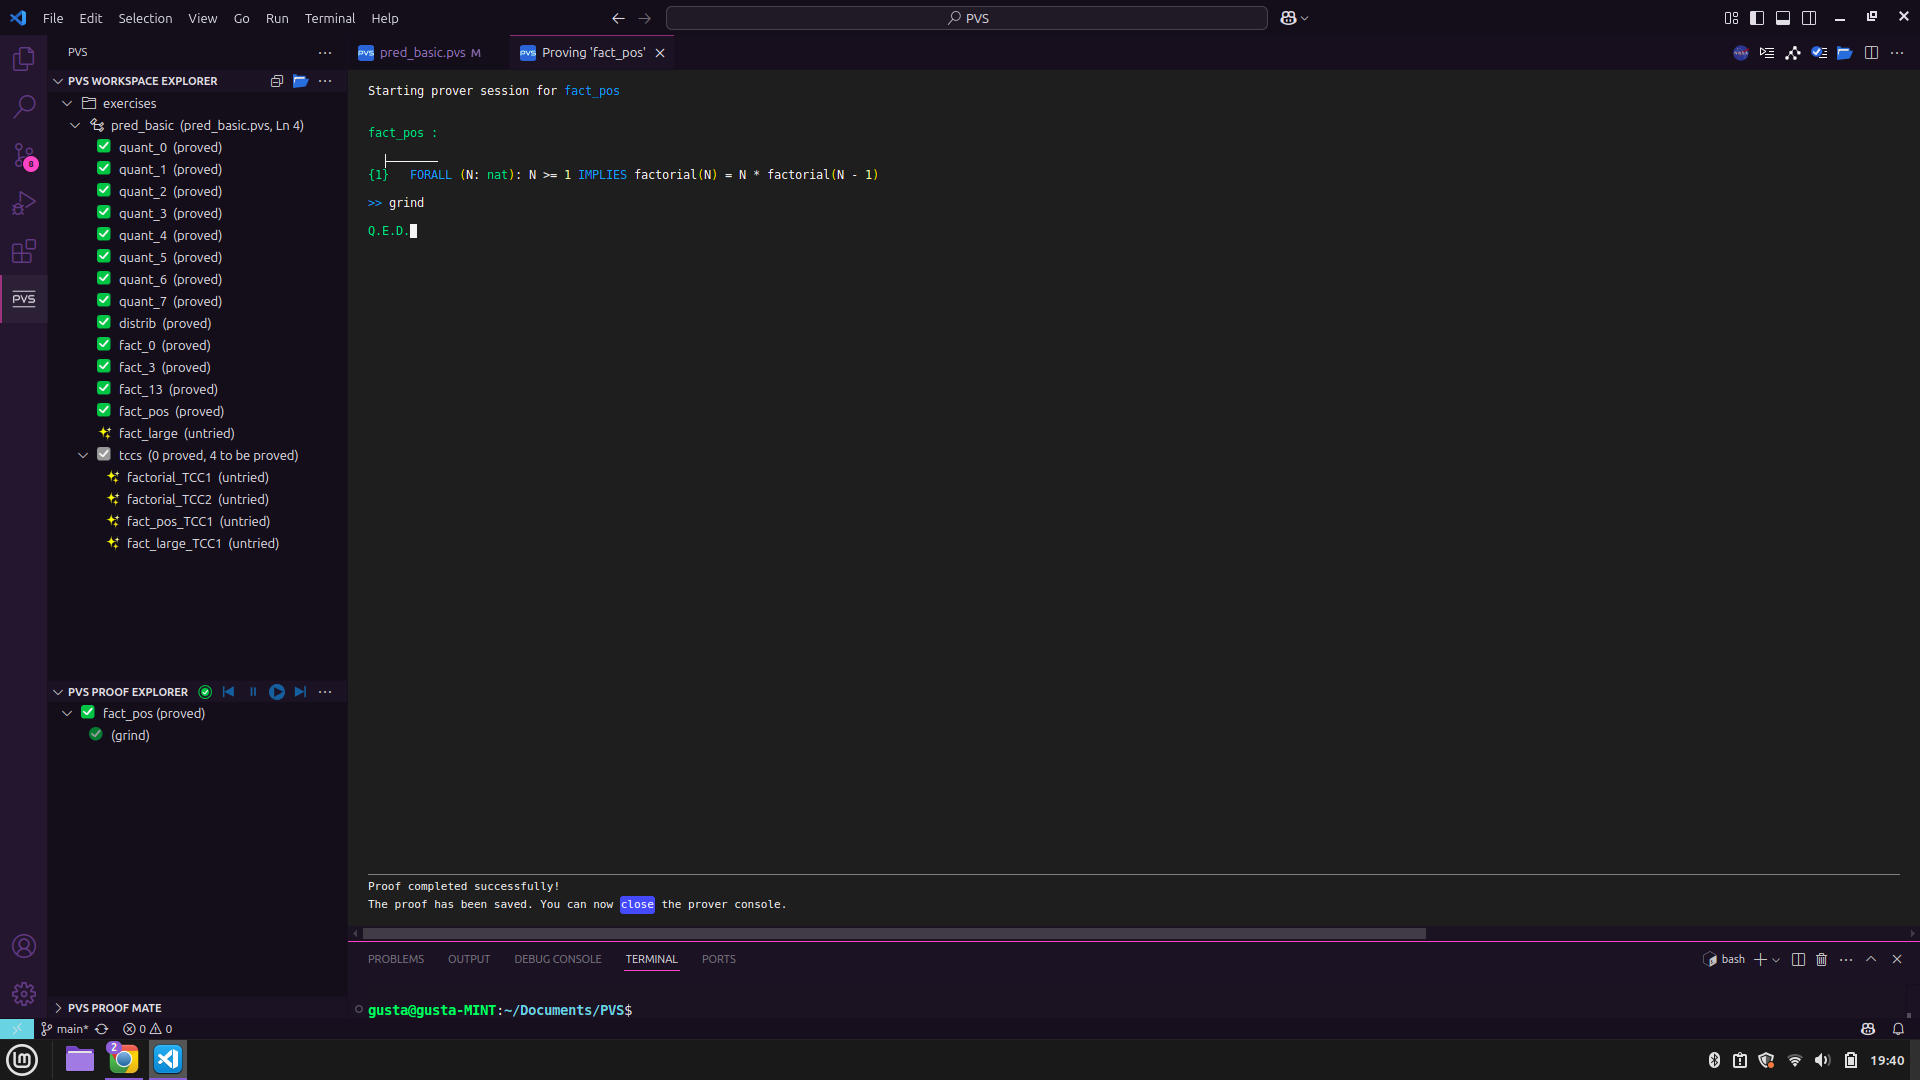 File Edit Selection View Go Run Terminal Help
PVS
PVS
pred_basic.pvs M
PVS Proving 'fact_pos'
PVS
PVS WORKSPACE EXPLORER
exercises
pred_basic (pred_basic.pvs, Ln 4)
quant_0 (proved)
quant_1 (proved)
quant_2 (proved)
quant_3 (proved)
quant_4 (proved)
quant_5 (proved)
quant_6 (proved)
quant_7 (proved)
distrib (proved)
fact_0 (proved)
fact_3 (proved)
fact_13 (proved)
fact_pos (proved)
fact_large (untried)
tccs (0 proved, 4 to be proved)
factorial_TCC1 (untried)
factorial_TCC2 (untried)
fact_pos_TCC1 (untried)
fact_large_TCC1 (untried)
8
PVS
PVS PROOF EXPLORER
fact_pos (proved)
(grind)
PVS PROOF MATE
Starting prover session for fact_pos
fact_pos :
{1} FORALL (N: nat): N >= 1 IMPLIES factorial(N) = N * factorial(N - 1)
>> grind
Q.E.D.
Proof completed successfully!
The proof has been saved. You can now close the prover console.
PROBLEMS OUTPUT DEBUG CONSOLE TERMINAL PORTS
bash
gusta@gusta-MINT:~/Documents/PVS$
main* 0 0
2
19:40